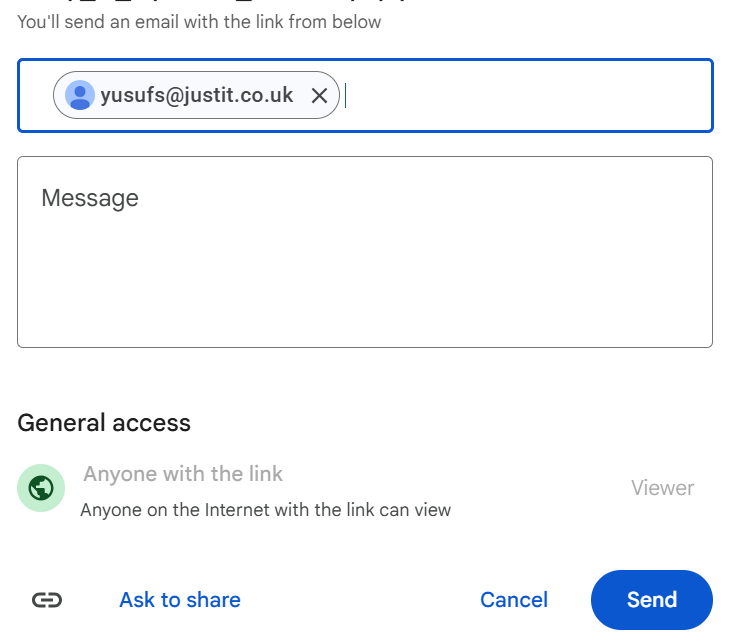 You'll send an email with the link from below
yusufs@justit.co.uk
Message
General access
Anyone with the link
Viewer
Anyone on the Internet with the link can view
Ask to share
Cancel
Send